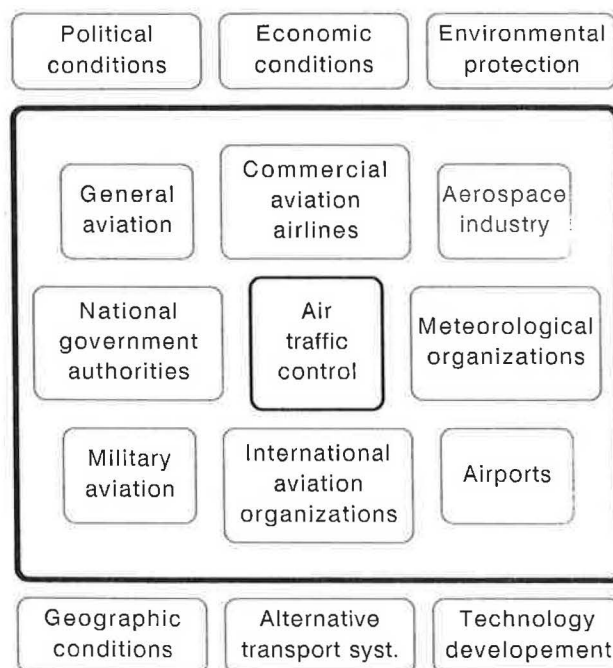 Political
conditions
Economic
conditions
Environmental
protection
General
aviation
Commercial
aviation
airlines
Aerospace
industry
National
government
authorities
Air
traffic
control
Meteorological
organizations
Military
aviation
International
aviation
organizations
Airports
Geographic
conditions
Alternative
transport syst.
Technology
developement